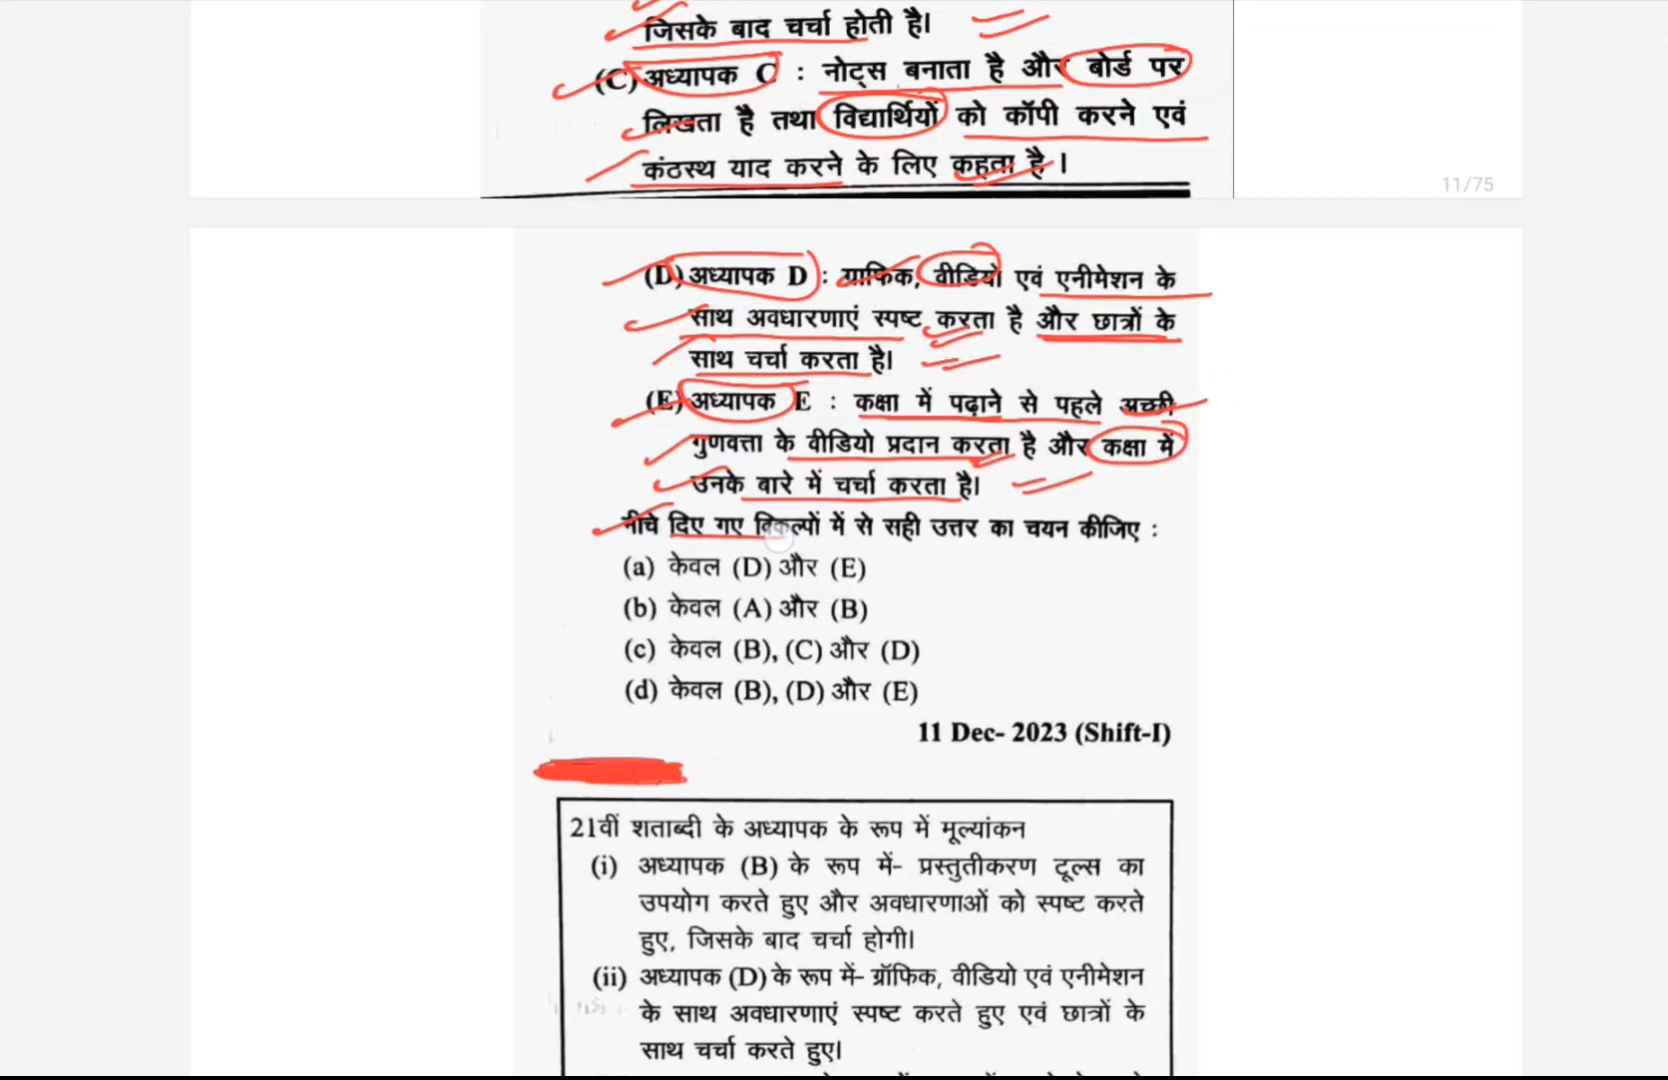 जिसके बाद चर्चा होती है।
(C) अध्यापक C : नोट्स बनाता है और बोर्ड पर
लिखता है तथा विद्यार्थियों को कॉपी करने एवं
कंठस्थ याद करने के लिए कहता है ।
11/75
(D) अध्यापक D : ग्राफिक, वीडियो एवं एनीमेशन के
साथ अवधारणाएं स्पष्ट करता है और छात्रों के
साथ चर्चा करता है।
(E) अध्यापक E : कक्षा में पढ़ाने से पहले अच्छी
गुणवत्ता के वीडियो प्रदान करता है और कक्षा में
उनके बारे में चर्चा करता है।
नीचे दिए गए विकल्पों में से सही उत्तर का चयन कीजिए :
(a) केवल (D) और (E)
(b) केवल (A) और (B)
(c) केवल (B), (C) और (D)
(d) केवल (B), (D) और (E)
11 Dec- 2023 (Shift-I)
21वीं शताब्दी के अध्यापक के रूप में मूल्यांकन
(i) अध्यापक (B) के रूप में- प्रस्तुतीकरण टूल्स का
उपयोग करते हुए और अवधारणाओं को स्पष्ट करते
हुए, जिसके बाद चर्चा होगी।
(ii) अध्यापक (D) के रूप में- ग्रॉफिक, वीडियो एवं एनीमेशन
के साथ अवधारणाएं स्पष्ट करते हुए एवं छात्रों के
साथ चर्चा करते हुए।